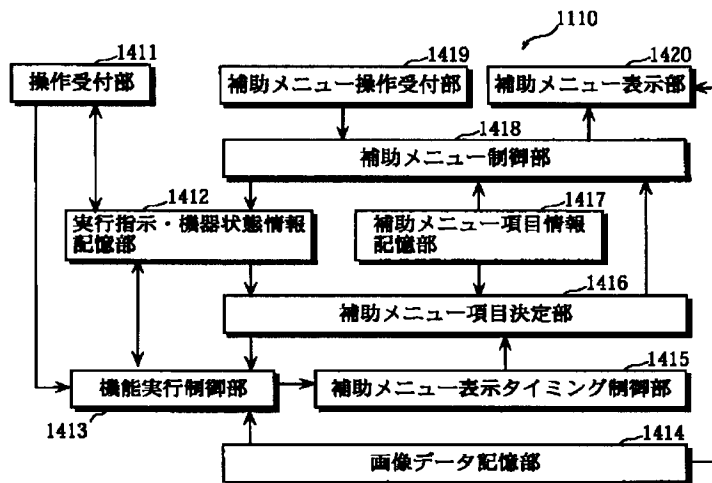 1110
1411
操作受付部
1419
補助メニュー操作受付部
1420
補助メニュー表示部
1418
補助メニュー制御部
1412
実行指示・機器状態情報
記憶部
1417
補助メニュー項目情報
記憶部
1416
補助メニュー項目決定部
機能実行制御部
1413
1415
補助メニュー表示タイミング制御部
1414
画像データ記憶部